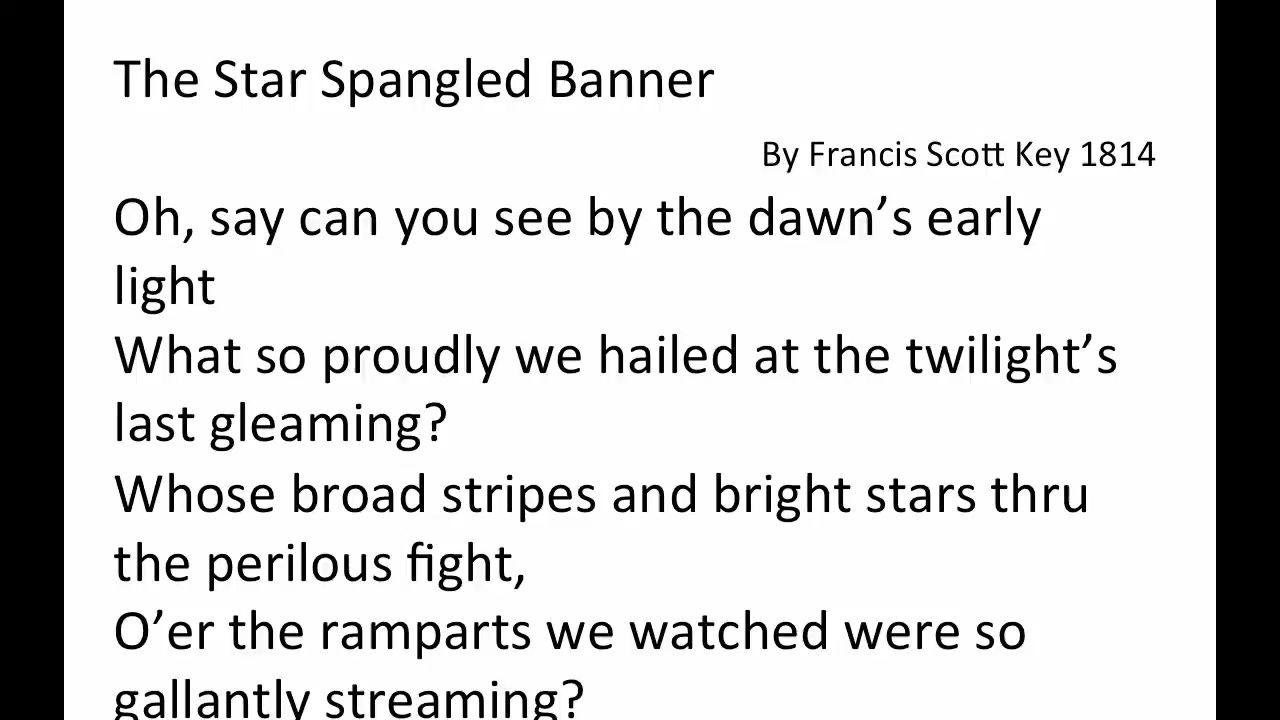 The Star Spangled Banner
By Francis Scott Key 1814
Oh, say can you see by the dawn’s early
light
What so proudly we hailed at the twilight’s
last gleaming?
Whose broad stripes and bright stars thru
the perilous fight,
O’er the ramparts we watched were so
gallantly streaming?